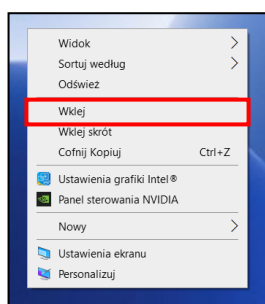 Widok
Sortuj według
Odśwież
Wklej
Wklej skrót
Cofnij Kopiuj Ctrl+Z
Ustawienia grafiki Intel®
Panel sterowania NVIDIA
Nowy
Ustawienia ekranu
Personalizuj